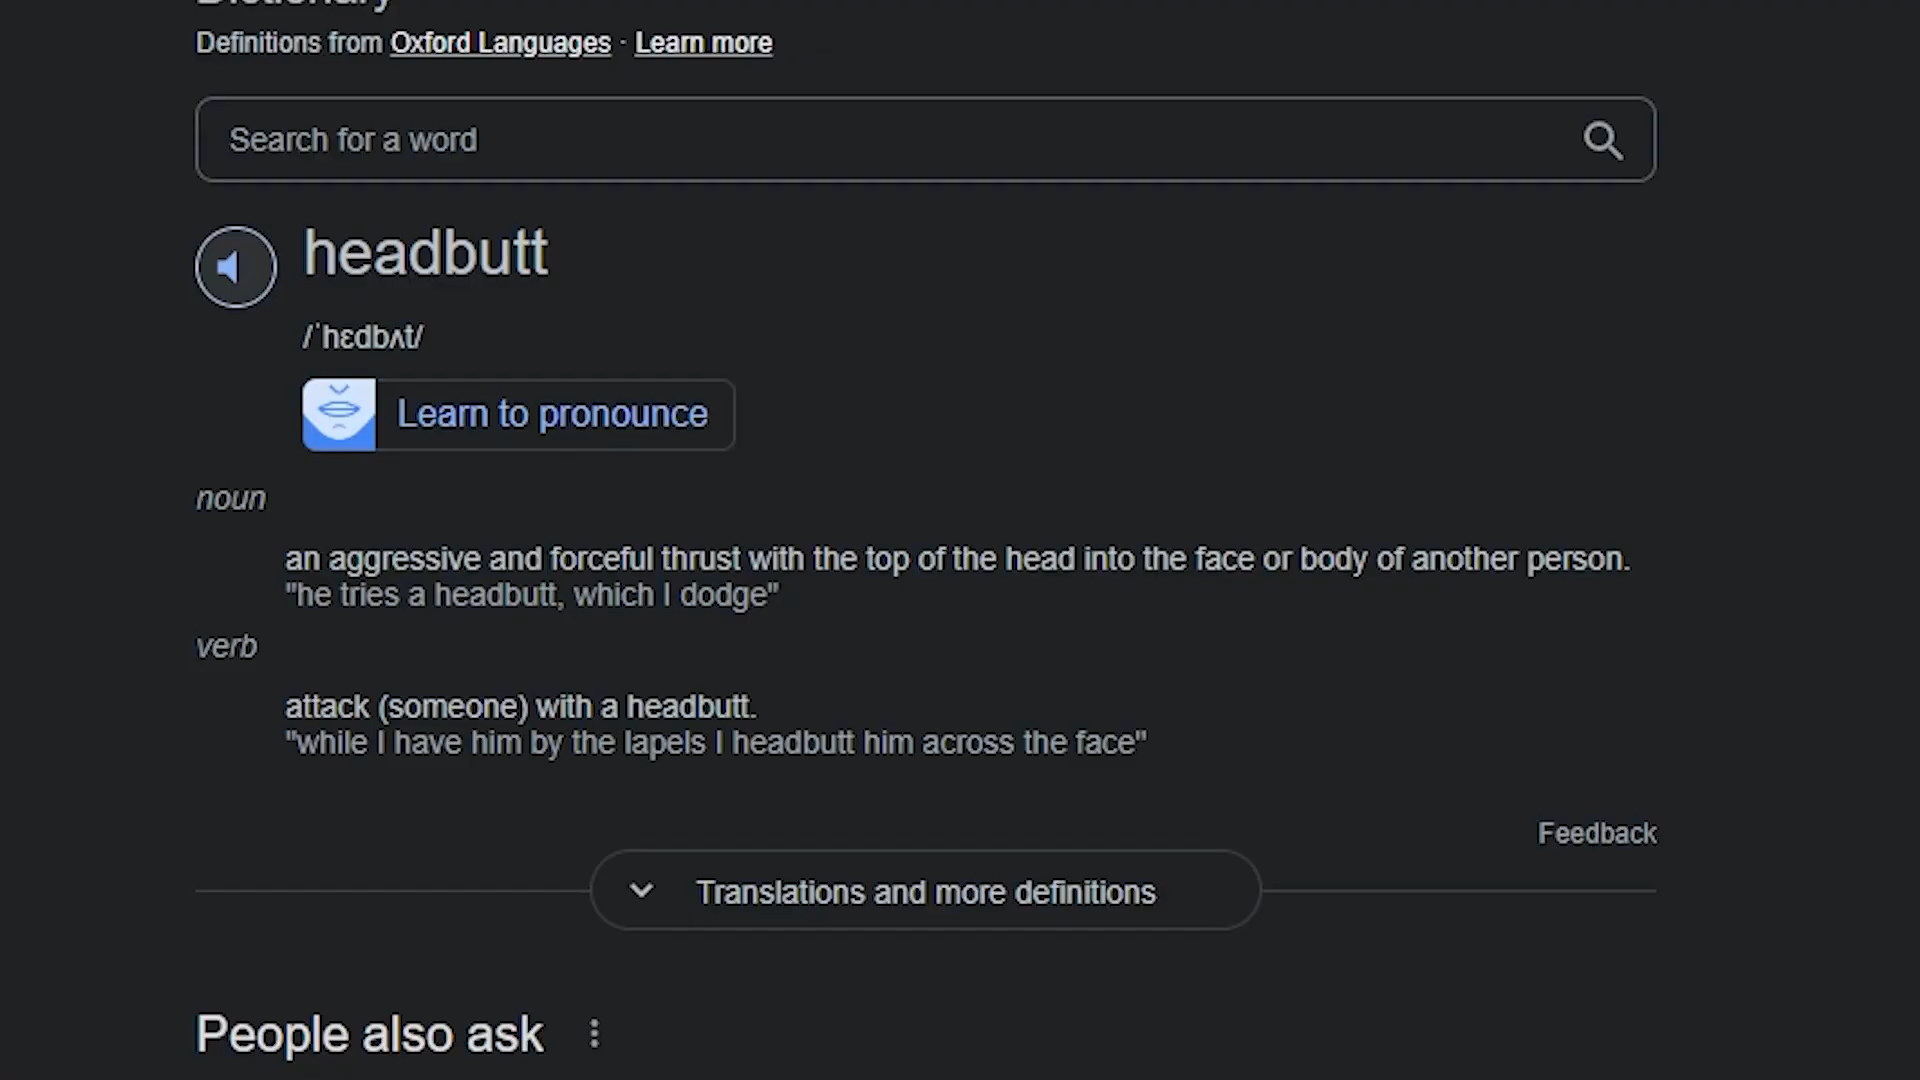 Dictionary
Definitions from Oxford Languages · Learn more
Search for a word
headbutt
/ˈhɛdbʌt/
Learn to pronounce
noun
an aggressive and forceful thrust with the top of the head into the face or body of another person.
"he tries a headbutt, which I dodge"
verb
attack (someone) with a headbutt.
"while I have him by the lapels I headbutt him across the face"
Feedback
Translations and more definitions
People also ask